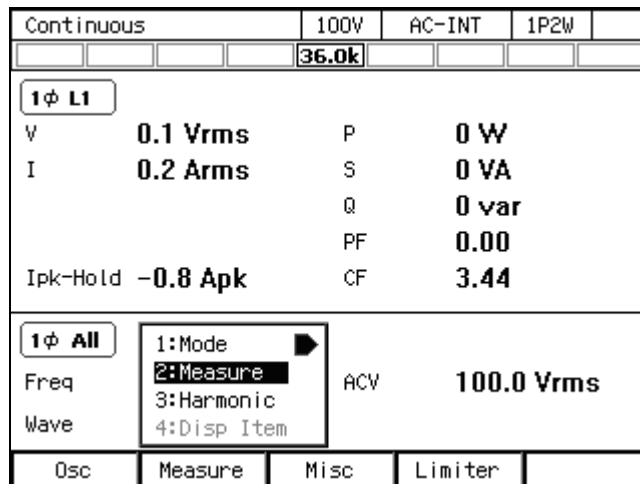 Continuous 100V AC-INT 1P2W
36.0k
1ϕ L1
V 0.1 Vrms P 0 W
I 0.2 Arms S 0 VA
Q 0 var
PF 0.00
Ipk-Hold -0.8 Apk CF 3.44
1ϕ All
1:Mode
2:Measure
3:Harmonic
4:Disp Item
Freq ACV 100.0 Vrms
Wave
Osc Measure Misc Limiter